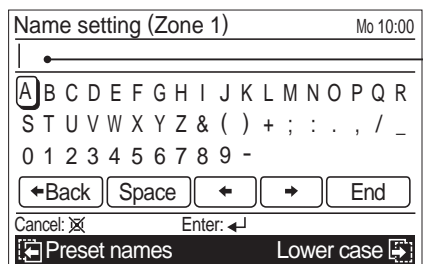 Name setting (Zone 1) Mo 10:00
A B C D E F G H I J K L M N O P Q R
S T U V W X Y Z & ( ) + ; : . , / _
0 1 2 3 4 5 6 7 8 9 -
←Back Space ← → End
Cancel: Enter: ↵
Preset names Lower case